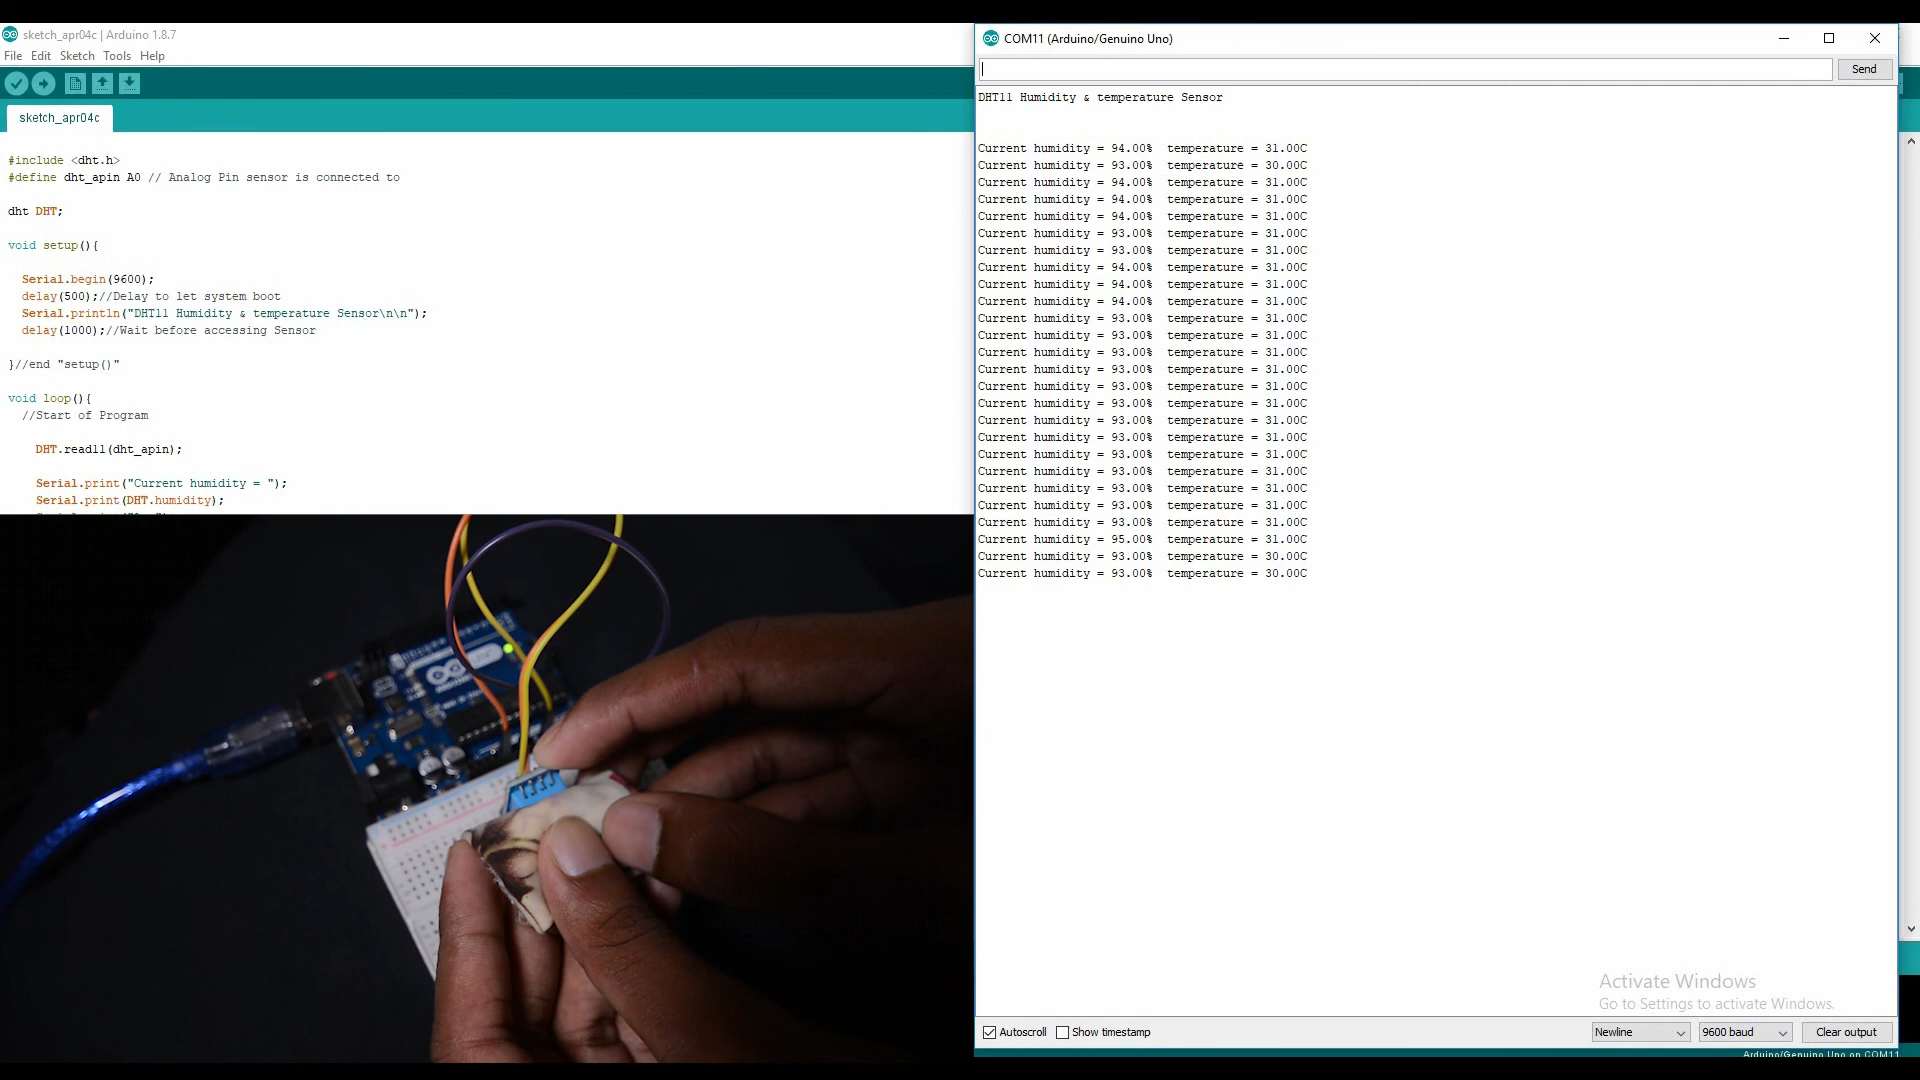 sketch_apr04c | Arduino 1.8.7
File Edit Sketch Tools Help
sketch_apr04c
#include <dht.h>
#define dht_apin A0 // Analog Pin sensor is connected to
dht DHT;
void setup(){
Serial.begin(9600);
delay(500);//Delay to let system boot
Serial.println("DHT11 Humidity & temperature Sensor\n\n");
delay(1000);//Wait before accessing Sensor
}//end "setup()"
void loop(){
//Start of Program
DHT.read11(dht_apin);
Serial.print("Current humidity = ");
Serial.print(DHT.humidity);
COM11 (Arduino/Genuino Uno)
Send
DHT11 Humidity & temperature Sensor
Current humidity = 94.00% temperature = 31.00C
Current humidity = 93.00% temperature = 30.00C
Current humidity = 94.00% temperature = 31.00C
Current humidity = 94.00% temperature = 31.00C
Current humidity = 94.00% temperature = 31.00C
Current humidity = 93.00% temperature = 31.00C
Current humidity = 93.00% temperature = 31.00C
Current humidity = 94.00% temperature = 31.00C
Current humidity = 94.00% temperature = 31.00C
Current humidity = 94.00% temperature = 31.00C
Current humidity = 93.00% temperature = 31.00C
Current humidity = 93.00% temperature = 31.00C
Current humidity = 93.00% temperature = 31.00C
Current humidity = 93.00% temperature = 31.00C
Current humidity = 93.00% temperature = 31.00C
Current humidity = 93.00% temperature = 31.00C
Current humidity = 93.00% temperature = 31.00C
Current humidity = 93.00% temperature = 31.00C
Current humidity = 93.00% temperature = 31.00C
Current humidity = 93.00% temperature = 31.00C
Current humidity = 93.00% temperature = 31.00C
Current humidity = 93.00% temperature = 31.00C
Current humidity = 93.00% temperature = 31.00C
Current humidity = 95.00% temperature = 31.00C
Current humidity = 93.00% temperature = 30.00C
Current humidity = 93.00% temperature = 30.00C
Activate Windows
Go to Settings to activate Windows.
Autoscroll Show timestamp Newline 9600 baud Clear output
Arduino/Genuino Uno on COM11